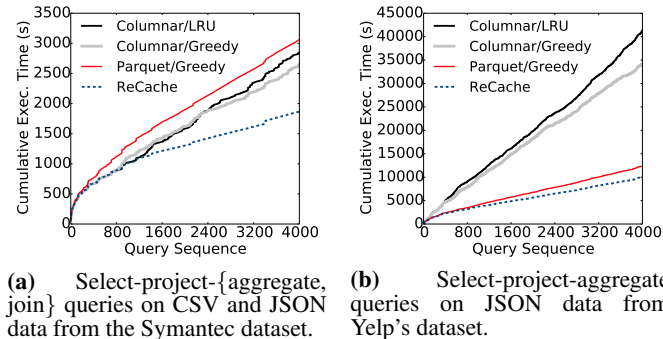 3500
3000
2500
2000
1500
1000
500
0
Cumulative Exec. Time (s)
Columnar/LRU
Columnar/Greedy
Parquet/Greedy
ReCache
0 800 1600 2400 3200 4000
Query Sequence
45000
40000
35000
30000
25000
20000
15000
10000
5000
0
Cumulative Exec. Time (s)
Columnar/LRU
Columnar/Greedy
Parquet/Greedy
ReCache
0 800 1600 2400 3200 4000
Query Sequence
(a) Select-project-{aggregate,
join} queries on CSV and JSON
data from the Symantec dataset.
(b) Select-project-aggregate
queries on JSON data from
Yelp's dataset.